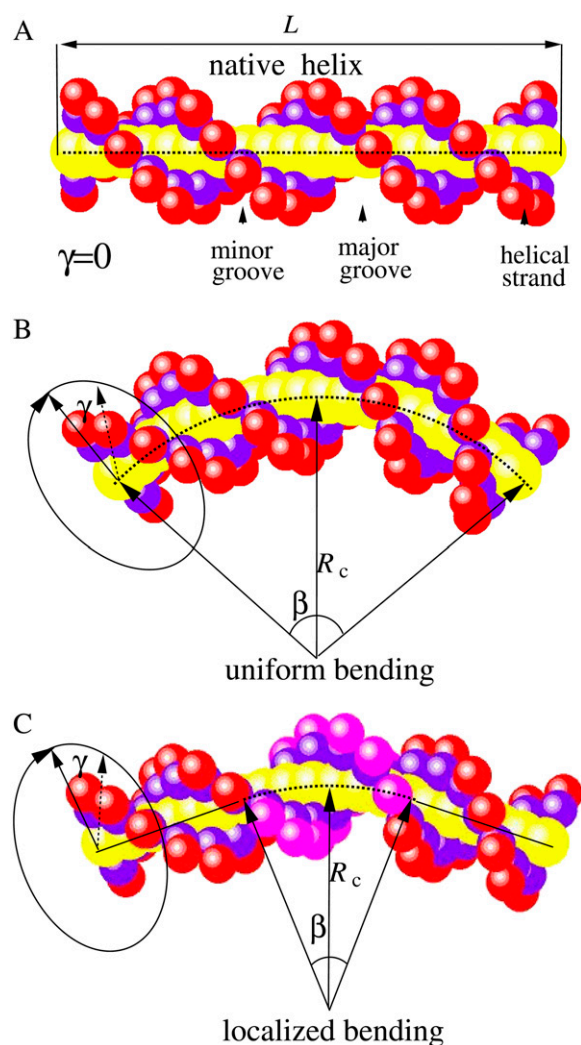 A
L
native helix
γ=0
minor
groove
major
groove
helical
strand
B
γ
R c
β
uniform bending
C
γ
R c
β
localized bending